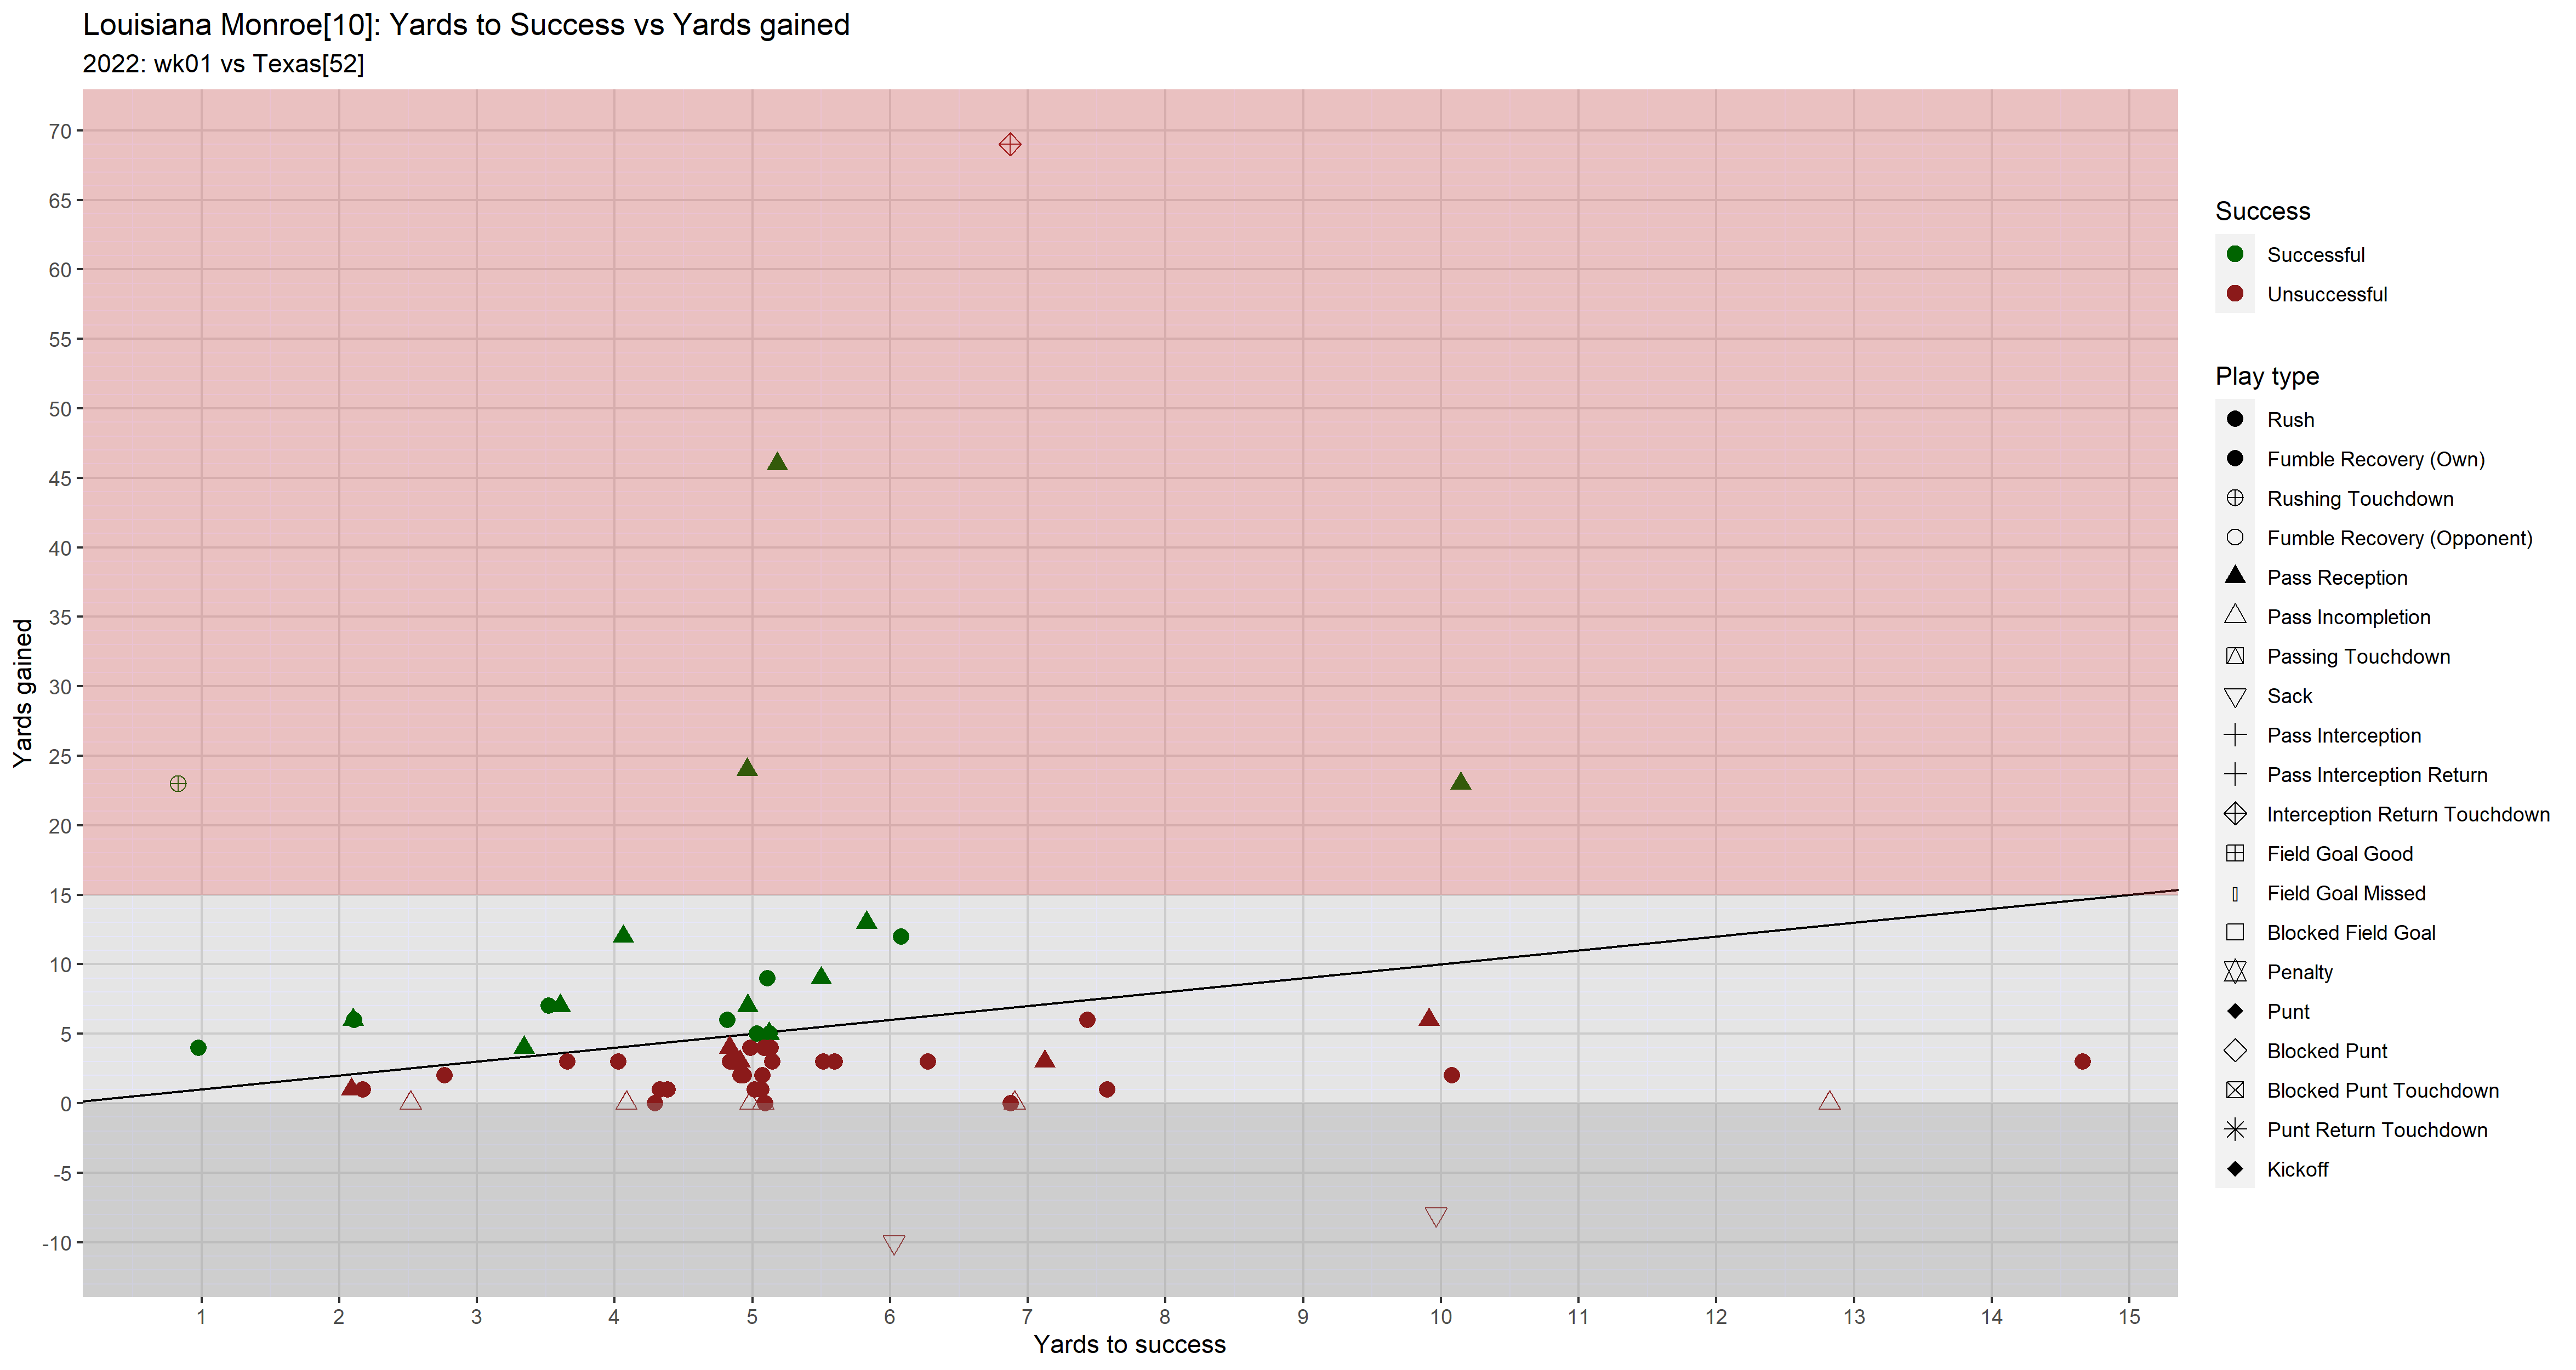 Louisiana Monroe[10]: Yards to Success vs Yards gained
2022: wk01 vs Texas[52]
Yards gained
70
65
60
55
50
45
40
35
30
25
20
15
10
5
0
-5
-10
1 2 3 4 5 6 7 8 9 10 11 12 13 14 15
Yards to success
Success
Successful
Unsuccessful
Play type
Rush
Fumble Recovery (Own)
Rushing Touchdown
Fumble Recovery (Opponent)
Pass Reception
Pass Incompletion
Passing Touchdown
Sack
Pass Interception
Pass Interception Return
Interception Return Touchdown
Field Goal Good
Field Goal Missed
Blocked Field Goal
Penalty
Punt
Blocked Punt
Blocked Punt Touchdown
Punt Return Touchdown
Kickoff